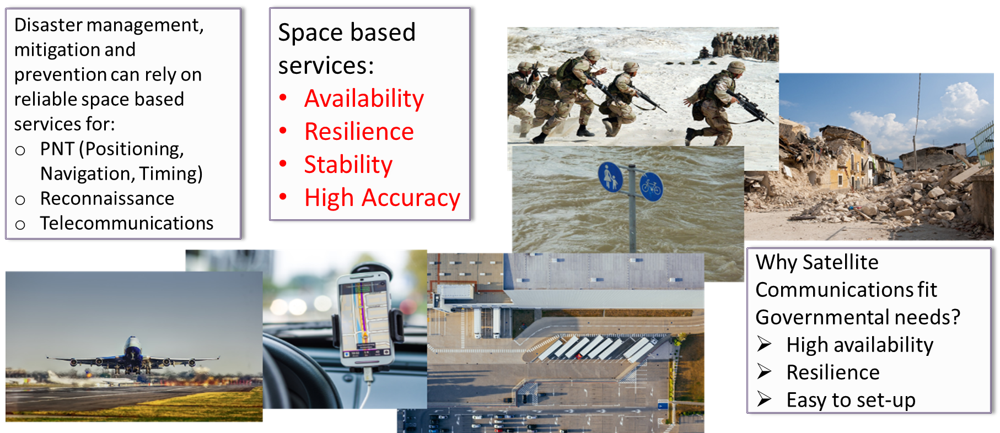 Disaster management,
mitigation and
prevention can rely on
reliable space based
services for:
o PNT (Positioning,
Navigation, Timing)
o Reconnaissance
o Telecommunications
Space based
services:
• Availability
• Resilience
• Stability
• High Accuracy
Why Satellite
Communications fit
Governmental needs?
➢ High availability
➢ Resilience
➢ Easy to set-up